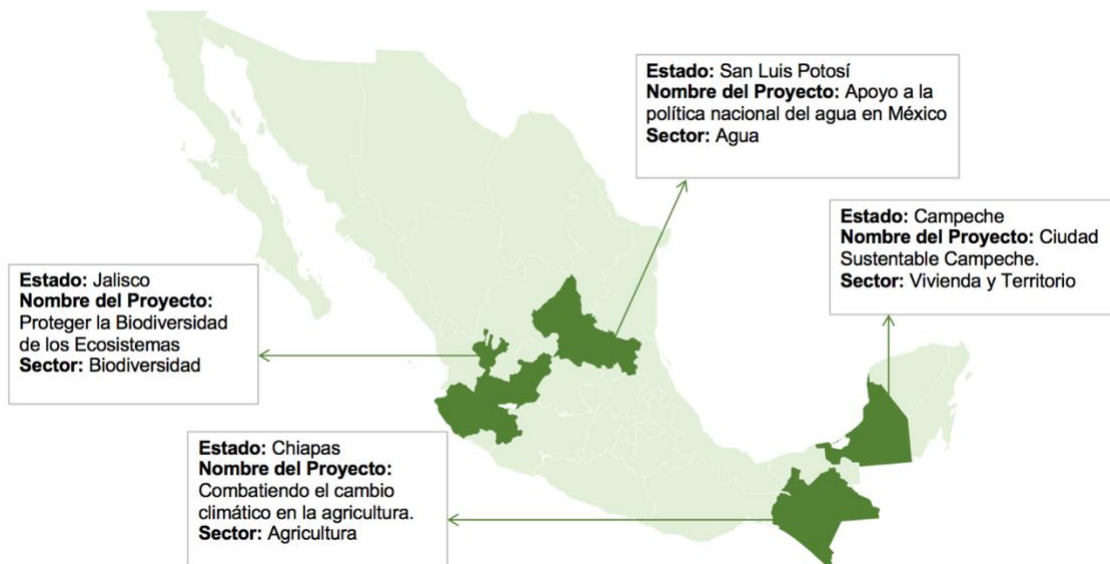 Estado: San Luis Potosí
Nombre del Proyecto: Apoyo a la
política nacional del agua en México
Sector: Agua
Estado: Campeche
Nombre del Proyecto: Ciudad
Sustentable Campeche.
Sector: Vivienda y Territorio
Estado: Jalisco
Nombre del Proyecto:
Proteger la Biodiversidad
de los Ecosistemas
Sector: Biodiversidad
Estado: Chiapas
Nombre del Proyecto:
Combatiendo el cambio
climático en la agricultura.
Sector: Agricultura